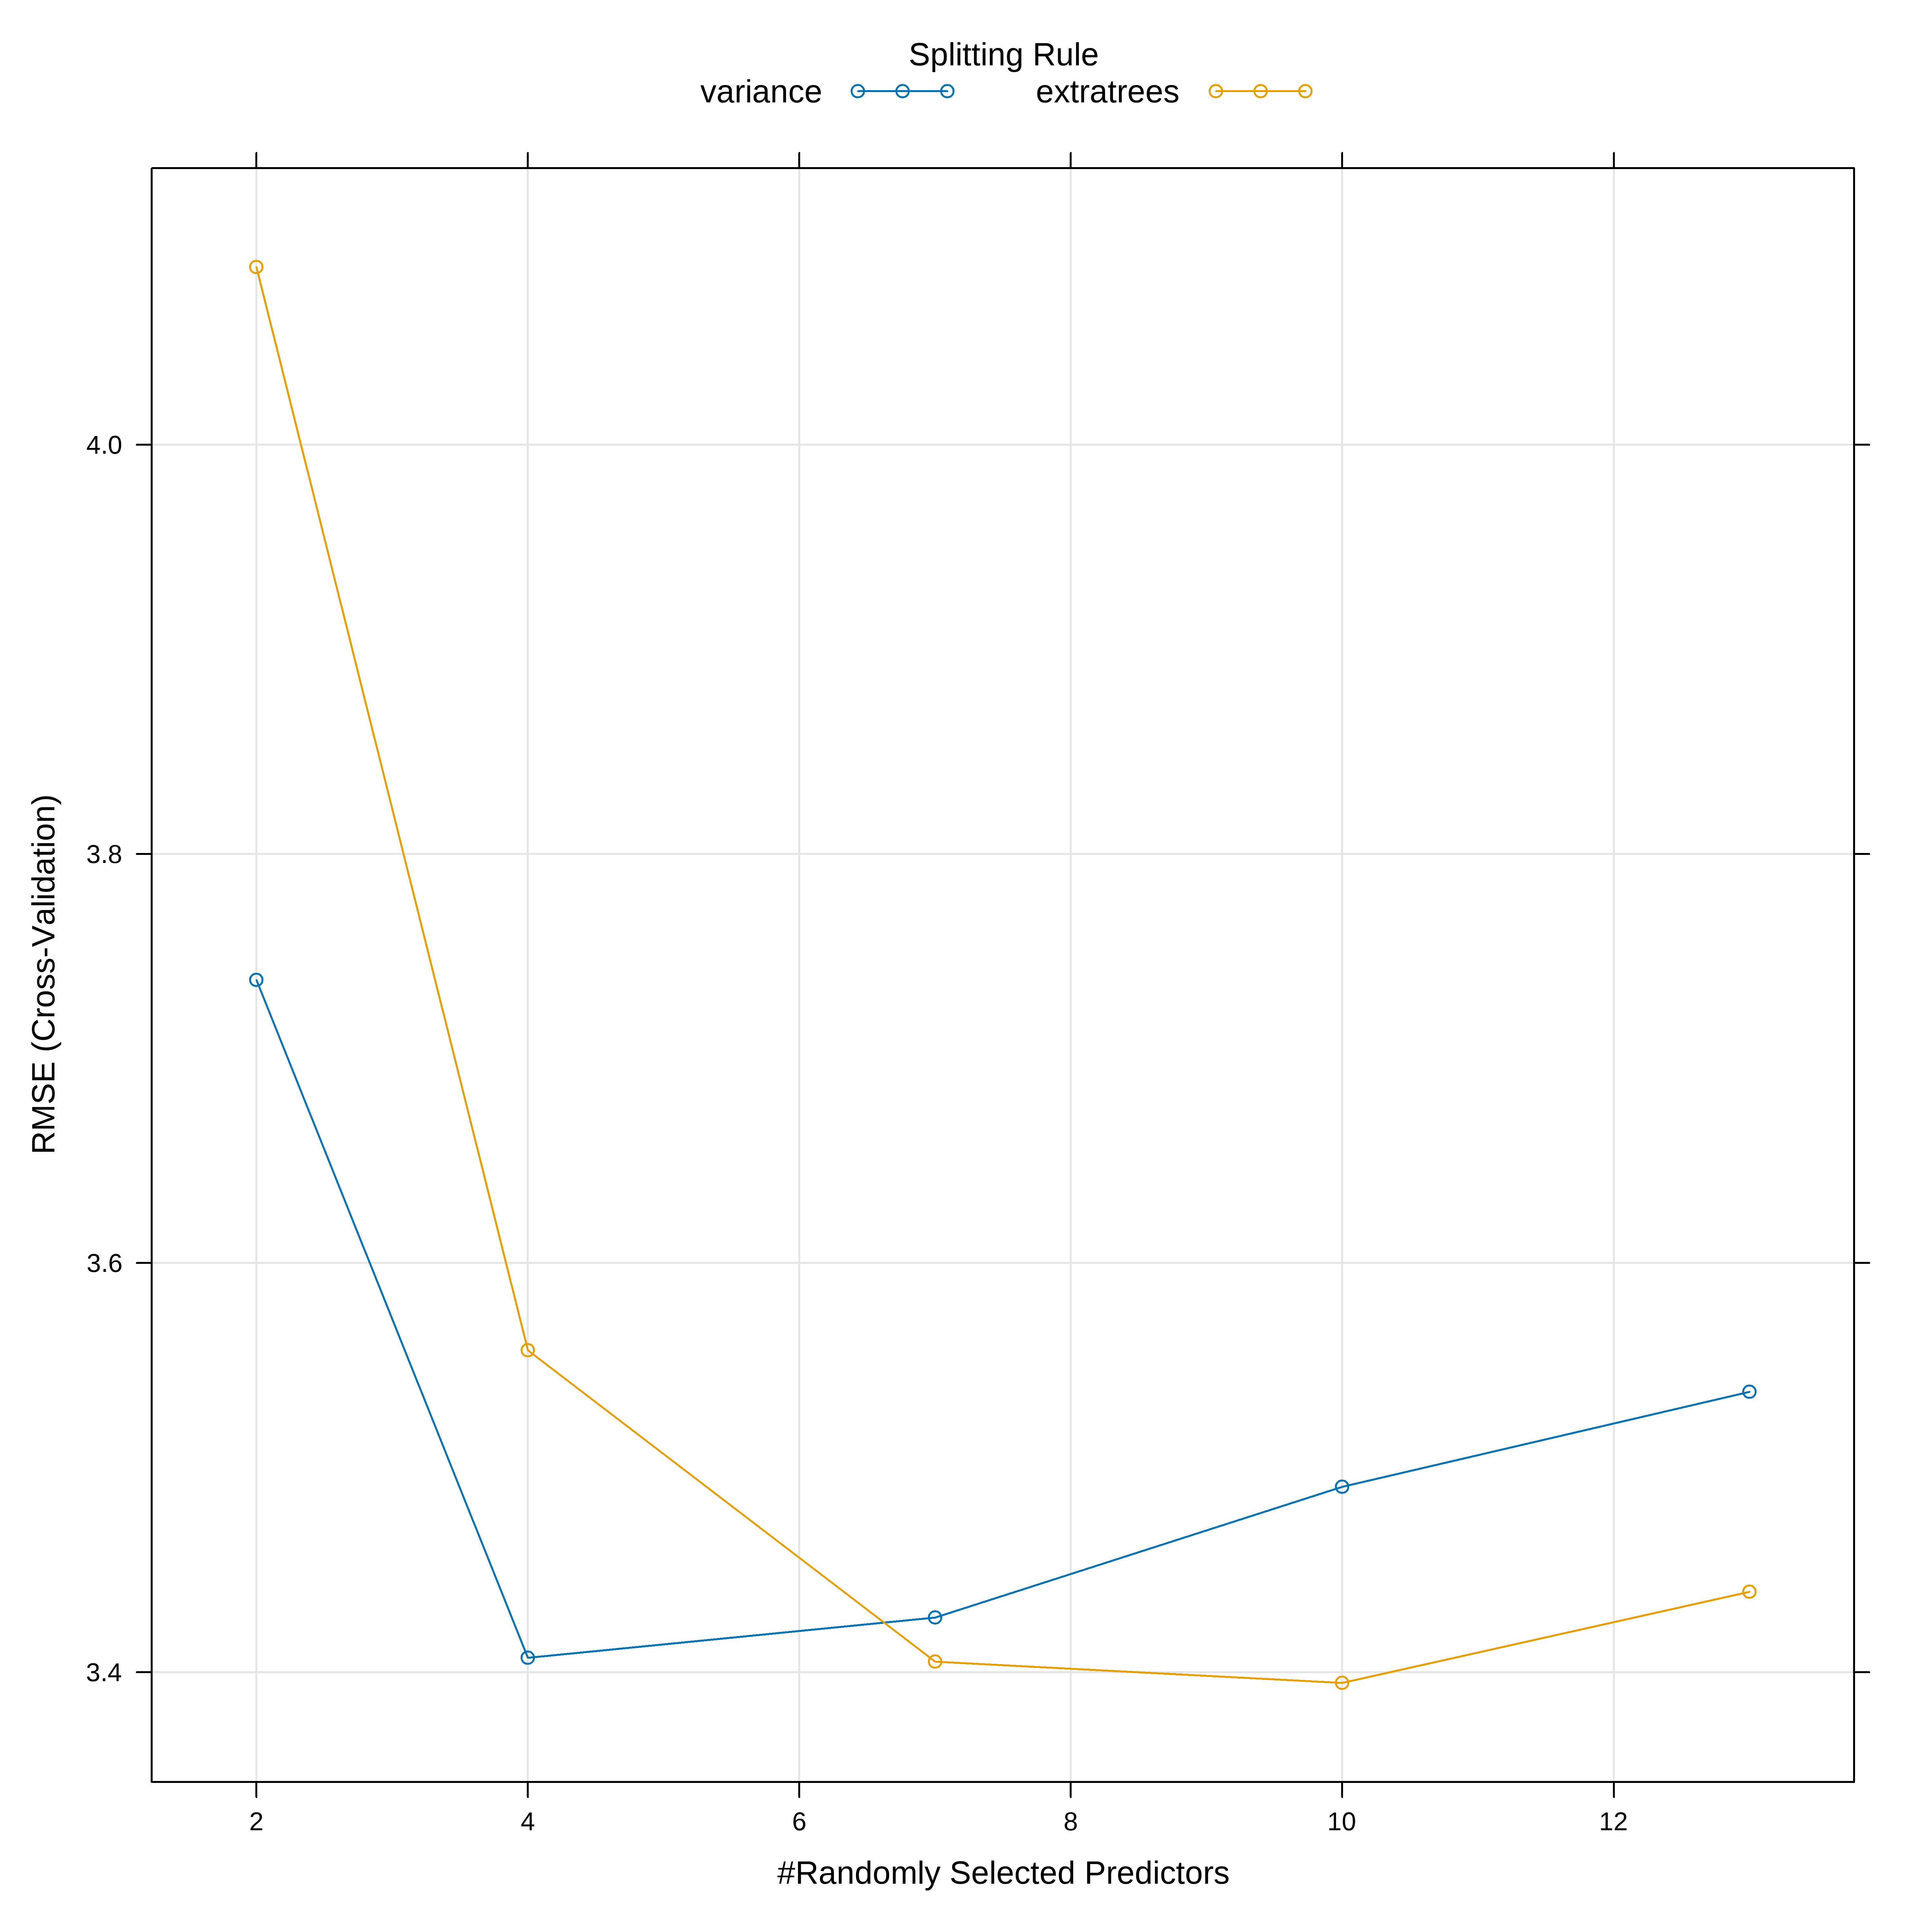 Splitting Rule
variance extratrees
4.0
3.8
3.6
3.4
RMSE (Cross-Validation)
2 4 6 8 10 12
#Randomly Selected Predictors